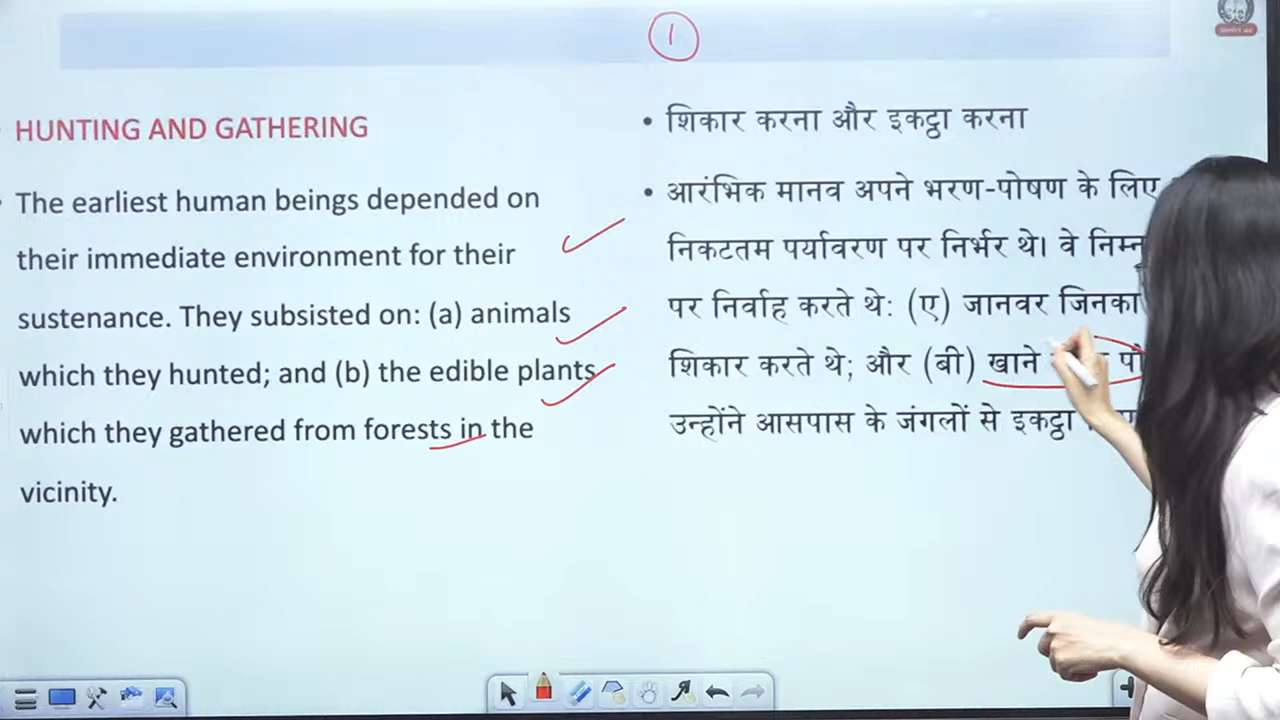 1
HUNTING AND GATHERING
The earliest human beings depended on
their immediate environment for their
sustenance. They subsisted on: (a) animals
which they hunted; and (b) the edible plants
which they gathered from forests in the
vicinity.
• शिकार करना और इकट्ठा करना
• आरंभिक मानव अपने भरण-पोषण के लिए
निकटतम पर्यावरण पर निर्भर थे। वे निम्न
पर निर्वाह करते थे: (ए) जानवर जिनका
शिकार करते थे; और (बी) खाने
उन्होंने आसपास के जंगलों से इकट्ठा